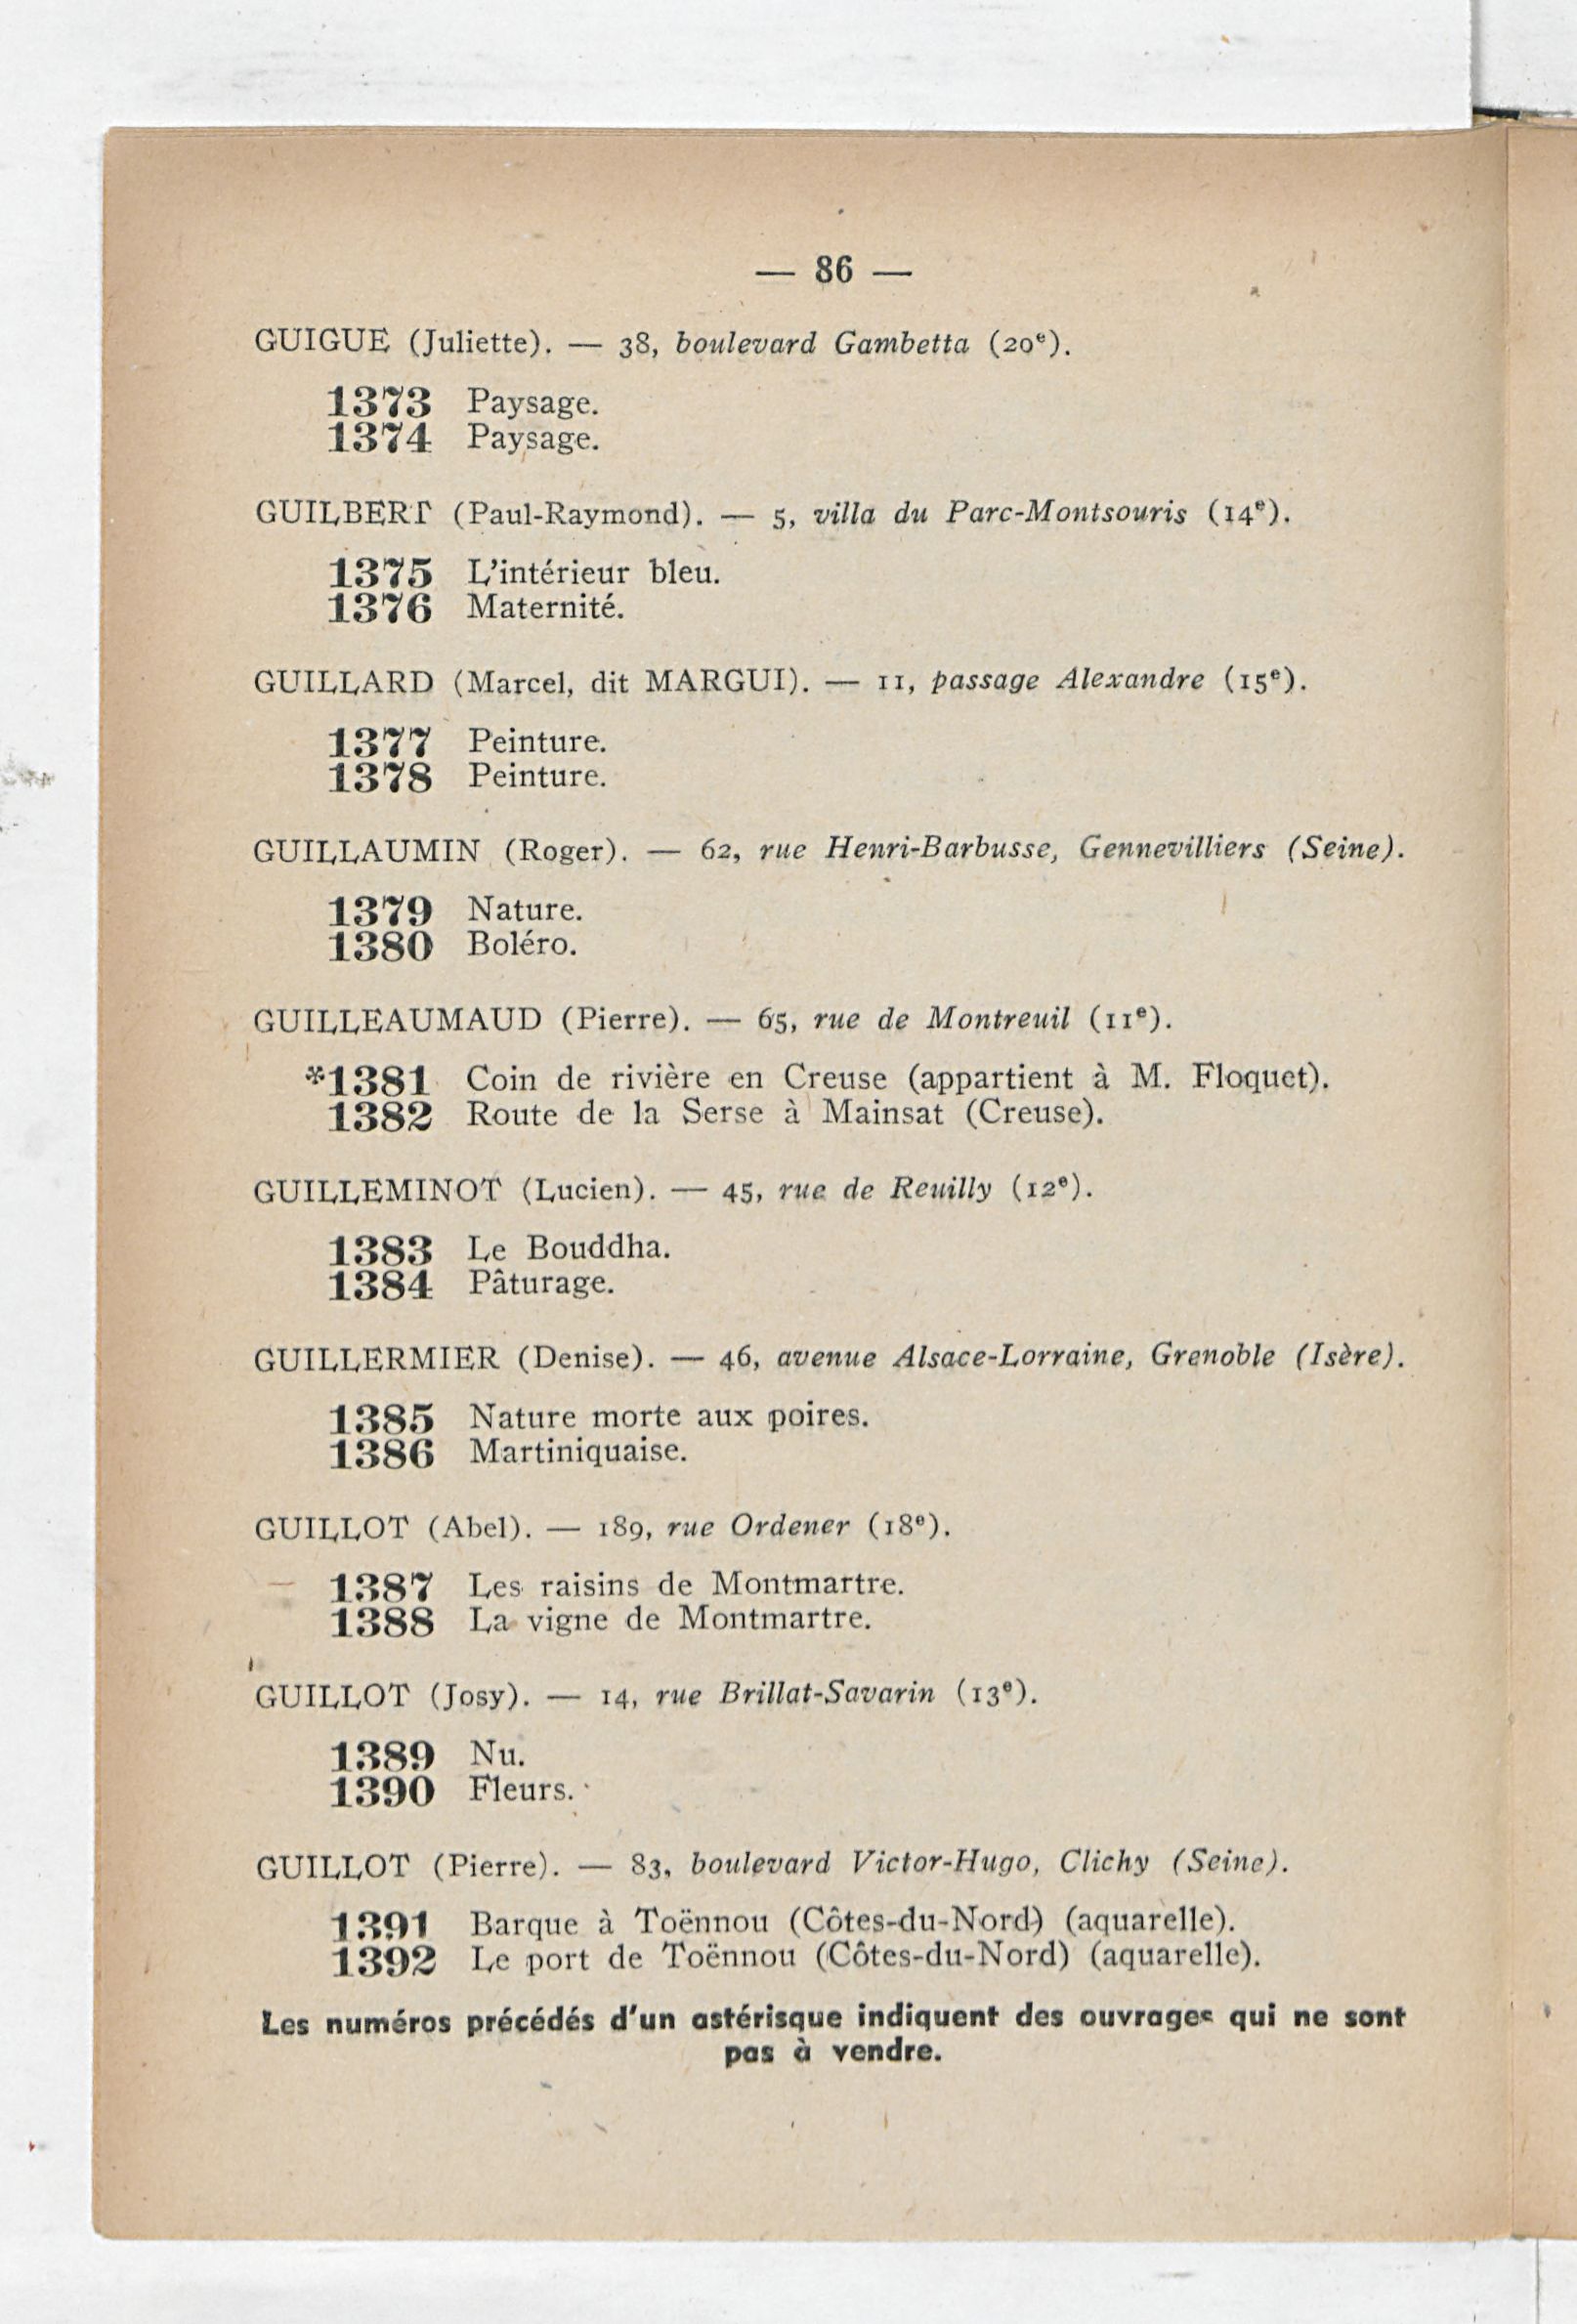 — 86 —
GUIGUE (Juliette). — 38, boulevard Gambetta (20e).
1373 Paysage.
1374 Paysage.
GUILBERT (Paul-Raymond). — 5, villa du Parc-Montsouris (14e).
1375 L'intérieur bleu.
1376 Maternité.
GUILLARD (Marcel, dit MARGUI). — 11, passage Alexandre (15e).
1377 Peinture.
1378 Peinture.
GUILLAUMIN (Roger). — 62, rue Henri-Barbusse, Gennevilliers (Seine).
1379 Nature.
1380 Boléro.
GUILLEAUMAUD (Pierre). — 65, rue de Montreuil (11e).
*1381 Coin de rivière en Creuse (appartient à M. Floquet).
1382 Route de la Serse à Mainsat (Creuse).
GUILLEMINOT (Lucien). — 45, rue de Reuilly (12e).
1383 Le Bouddha.
1384 Pâturage.
GUILLERMIER (Denise). — 46, avenue Alsace-Lorraine, Grenoble (Isère).
1385 Nature morte aux poires.
1386 Martiniquaise.
GUILLOT (Abel). — 189, rue Ordener (18e).
1387 Les raisins de Montmartre.
1388 La vigne de Montmartre.
GUILLOT (Josy). — 14, rue Brillat-Savarin (13e).
1389 Nu.
1390 Fleurs.
GUILLOT (Pierre). — 83, boulevard Victor-Hugo, Clichy (Seine).
1391 Barque à Toënnou (Côtes-du-Nord) (aquarelle).
1392 Le port de Toënnou (Côtes-du-Nord) (aquarelle).
Les numéros précédés d'un astérisque indiquent des ouvrages qui ne sont
pas à vendre.